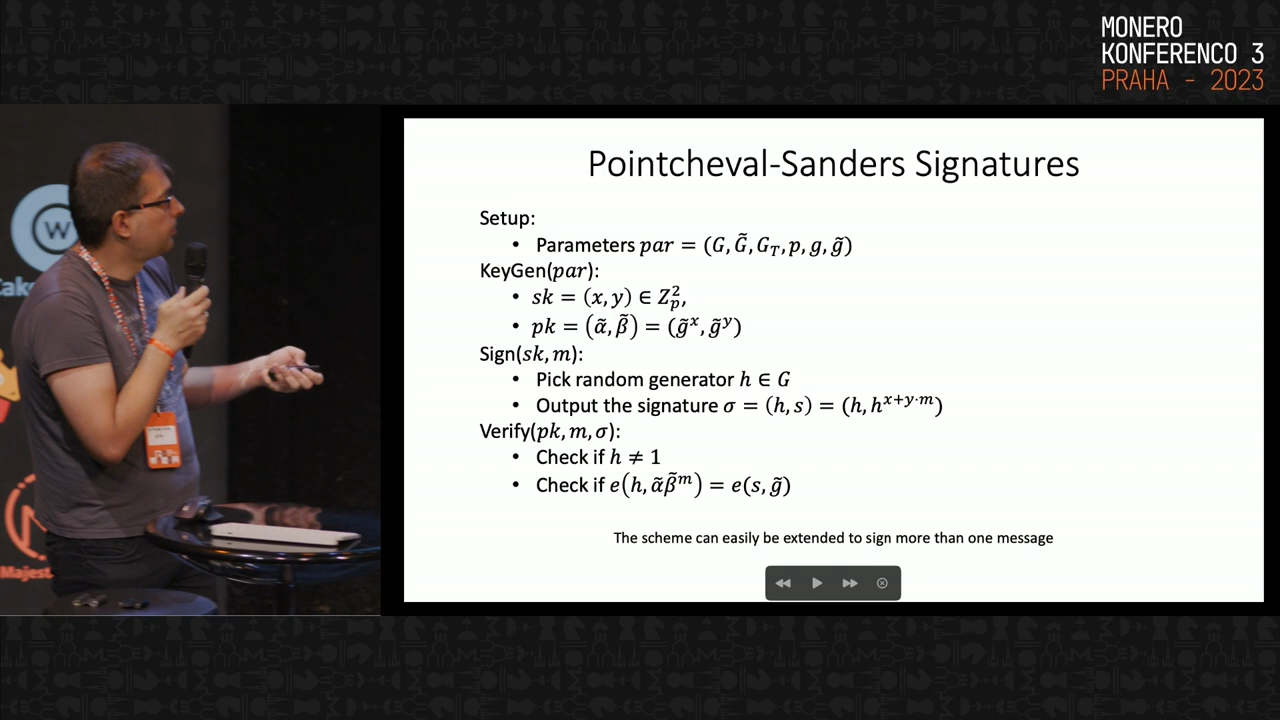 MONERO
KONFERENCO 3
PRAHA - 2023
W
Cake
Majest
Pointcheval-Sanders Signatures
Setup:
• Parameters par = (G, G̃, G_T, p, g, g̃)
KeyGen(par):
• sk = (x, y) ∈ Z_p^2,
• pk = (α̃, β̃) = (g̃^x, g̃^y)
Sign(sk, m):
• Pick random generator h ∈ G
• Output the signature σ = (h, s) = (h, h^{x+y·m})
Verify(pk, m, σ):
• Check if h ≠ 1
• Check if e(h, α̃β̃^m) = e(s, g̃)
The scheme can easily be extended to sign more than one message